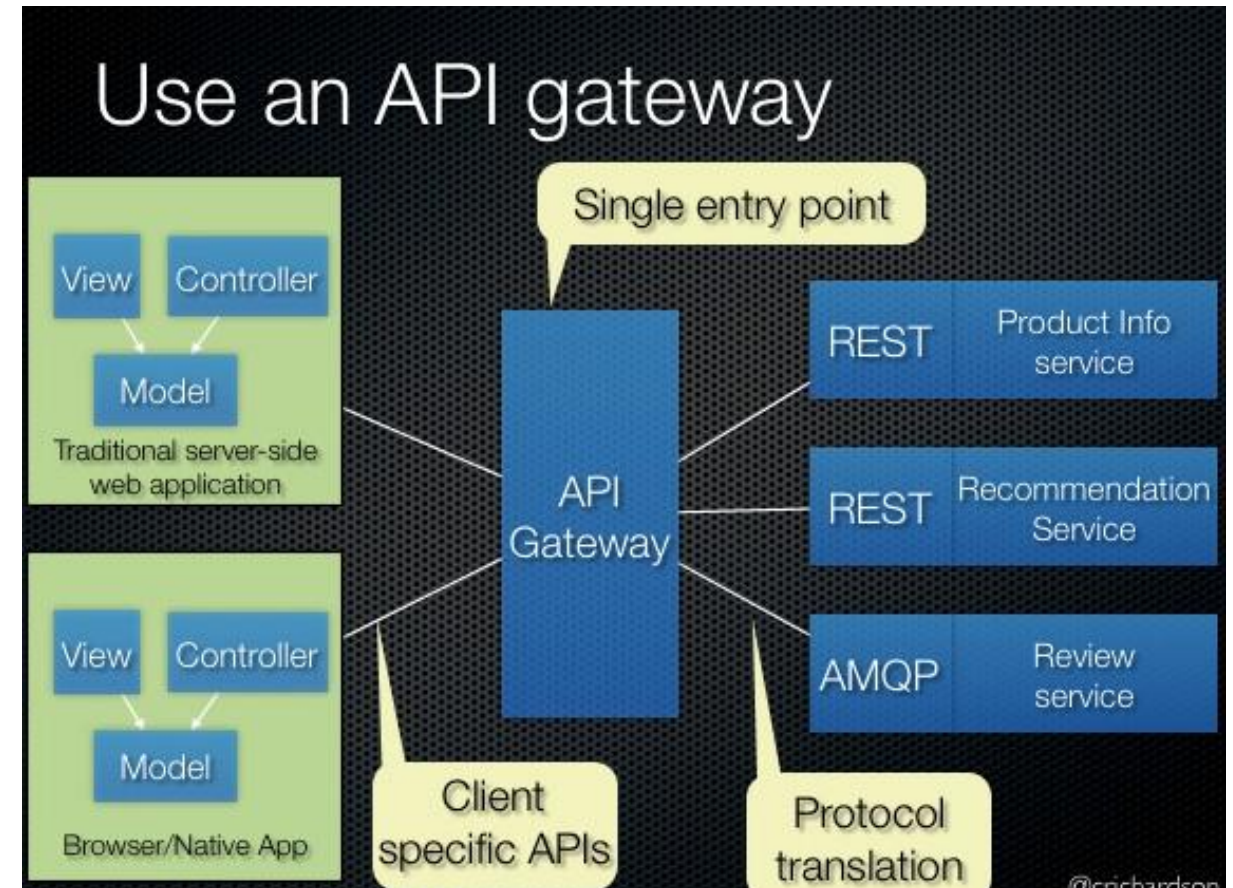 Use an API gateway
Single entry point
View
Controller
Model
Traditional server-side
web application
View
Controller
Model
Browser/Native App
API
Gateway
REST
Product Info
service
REST
Recommendation
Service
AMQP
Review
service
Client
specific APIs
Protocol
translation